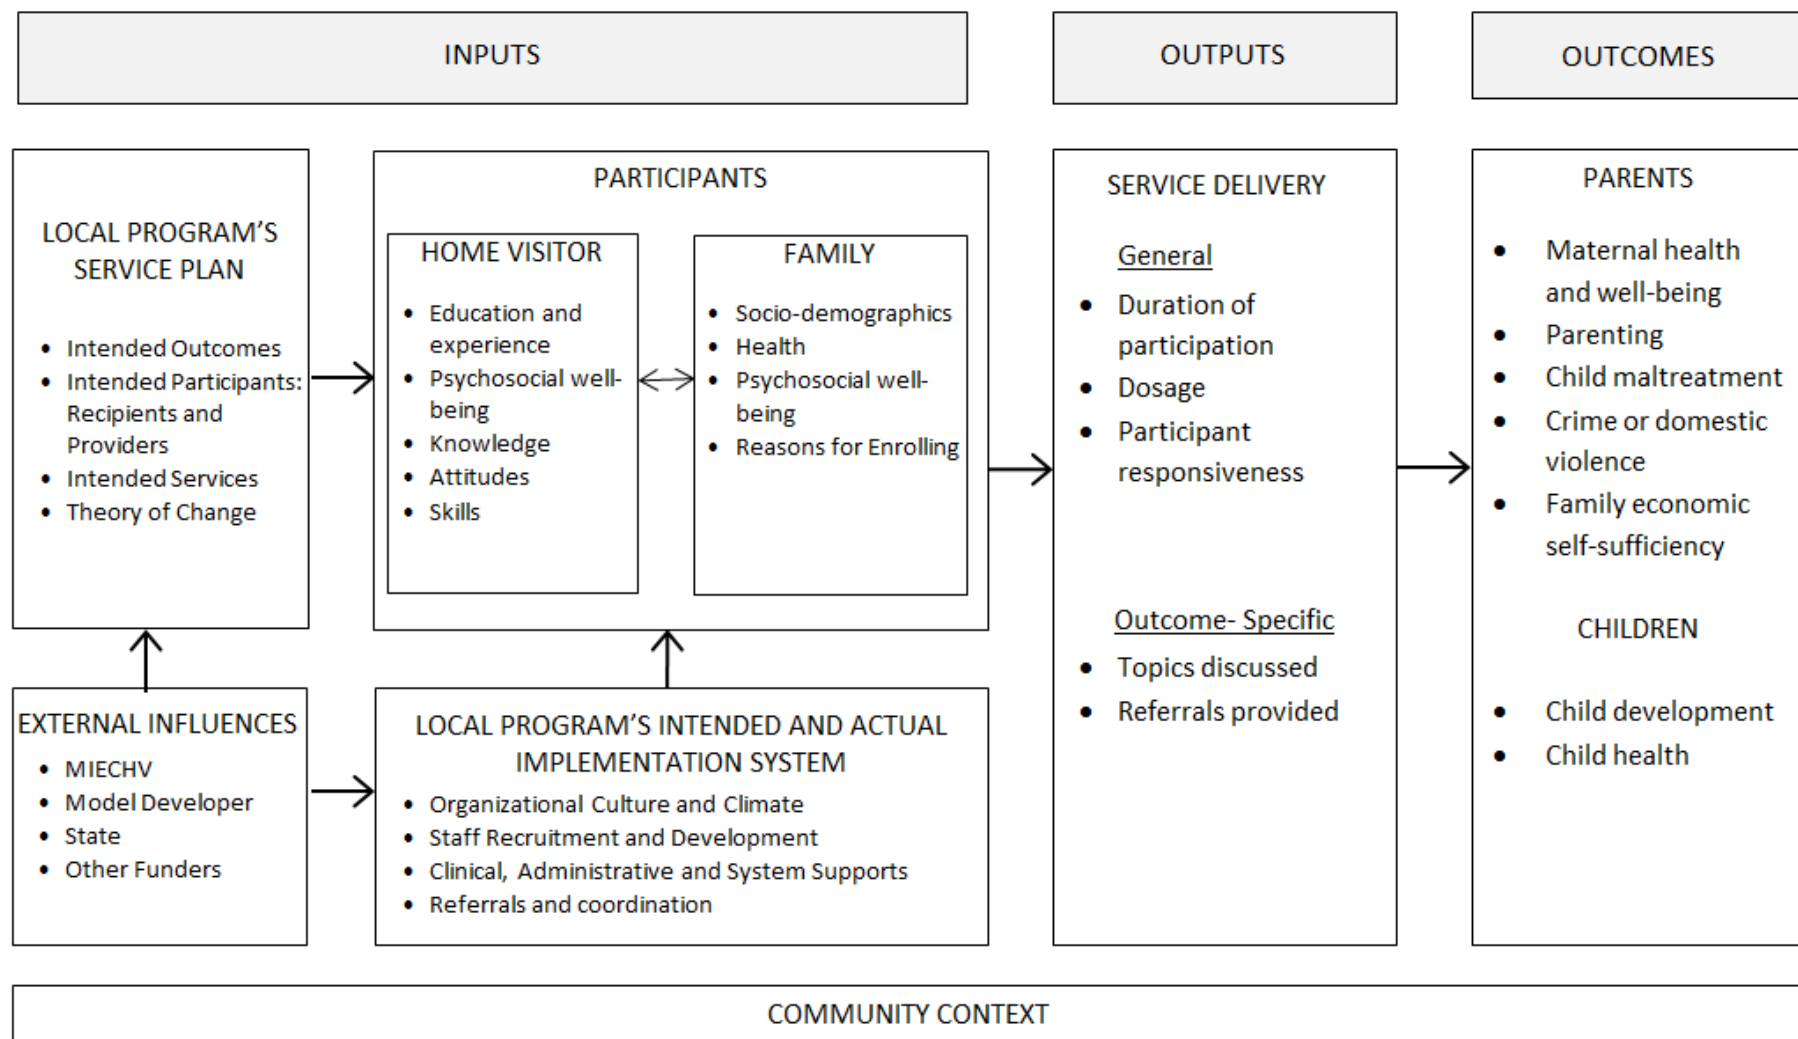 INPUTS
OUTPUTS
OUTCOMES
LOCAL PROGRAM'S
SERVICE PLAN
• Intended Outcomes
• Intended Participants:
Recipients and
Providers
• Intended Services
• Theory of Change
PARTICIPANTS
HOME VISITOR
• Education and
experience
• Psychosocial well-
being
• Knowledge
• Attitudes
• Skills
FAMILY
• Socio-demographics
• Health
• Psychosocial well-
being
• Reasons for Enrolling
EXTERNAL INFLUENCES
• MIECHV
• Model Developer
• State
• Other Funders
LOCAL PROGRAM'S INTENDED AND ACTUAL
IMPLEMENTATION SYSTEM
• Organizational Culture and Climate
• Staff Recruitment and Development
• Clinical, Administrative and System Supports
• Referrals and coordination
SERVICE DELIVERY
General
• Duration of
participation
• Dosage
• Participant
responsiveness
Outcome- Specific
• Topics discussed
• Referrals provided
PARENTS
• Maternal health
and well-being
• Parenting
• Child maltreatment
• Crime or domestic
violence
• Family economic
self-sufficiency
CHILDREN
• Child development
• Child health
COMMUNITY CONTEXT